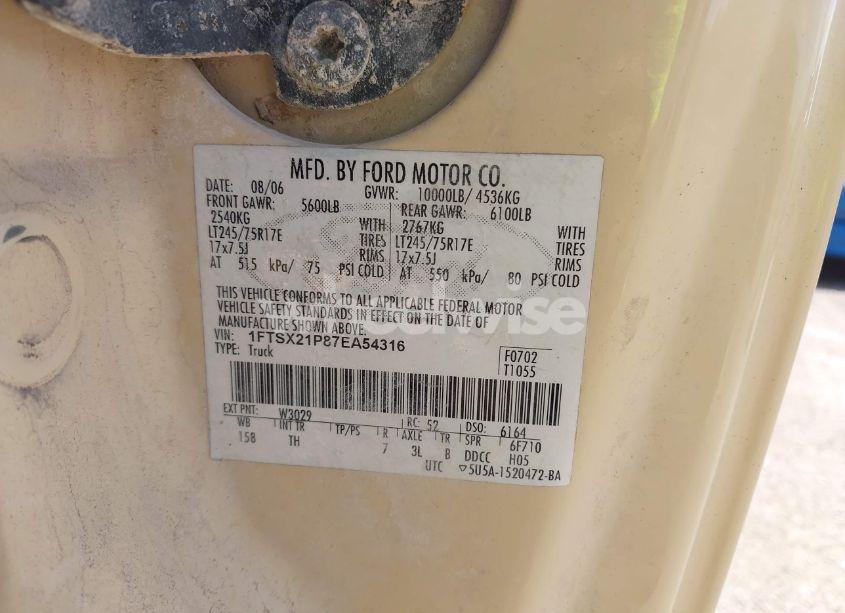 MFD. BY FORD MOTOR CO.
DATE: 08/06 GVWR: 10000LB/ 4536KG
FRONT GAWR: 5600LB REAR GAWR: 6100LB
2540KG WITH 2767KG WITH
LT245/75R17E TIRES LT245/75R17E TIRES
17x7.5J RIMS 17x7.5J RIMS
AT 515 kPa/ 75 PSI COLD AT 550 kPa/ 80 PSI COLD
THIS VEHICLE CONFORMS TO ALL APPLICABLE FEDERAL MOTOR
VEHICLE SAFETY STANDARDS IN EFFECT ON THE DATE OF
MANUFACTURE SHOWN ABOVE.
VIN: 1FTSX21P87EA54316
TYPE: Truck
F0702
T1055
EXT PNT: W3029 RC: 52 DSO: 6164
WB INT TR TP/PS R AXLE TR SPR 6F710
158 TH 7 3L B DDCC H05
UTC ▽5U5A-1520472-BA